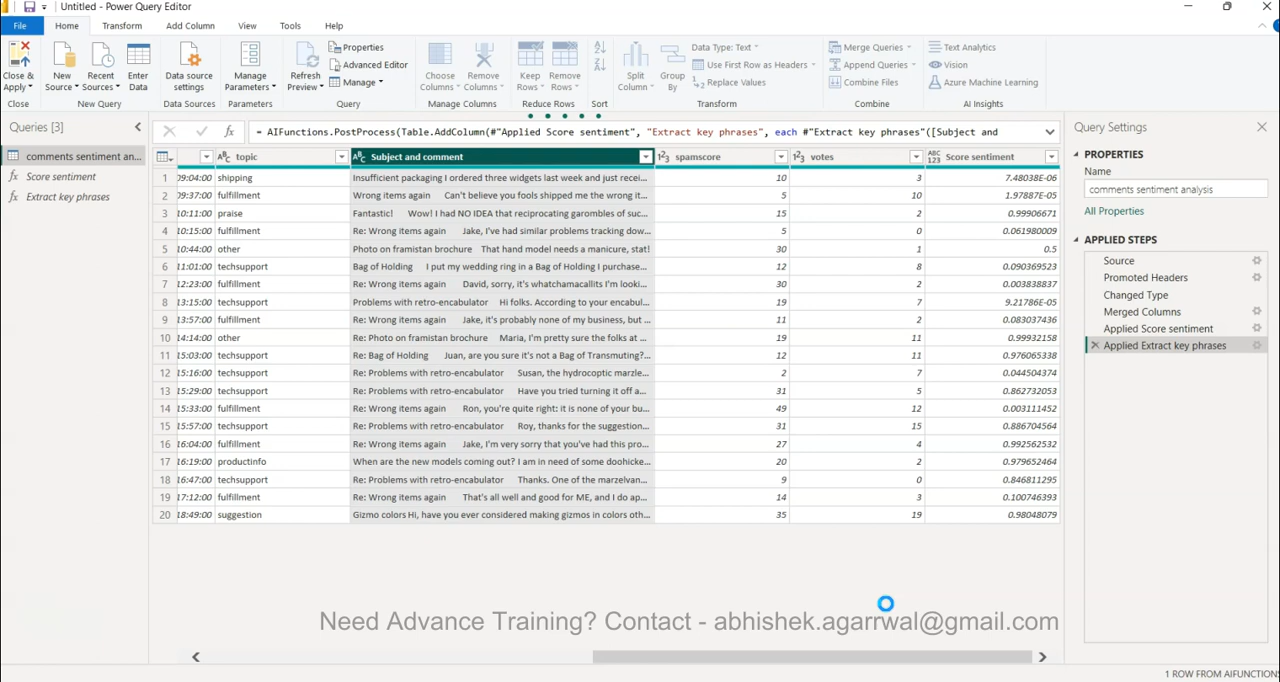 Untitled - Power Query Editor
File Home Transform Add Column View Tools Help
Close & Apply
Close
New Source
Recent Sources
Enter Data
New Query
Data source settings
Data Sources
Manage Parameters
Parameters
Refresh Preview
Properties
Advanced Editor
Manage
Query
Choose Columns
Remove Columns
Manage Columns
Keep Rows
Remove Rows
Reduce Rows
Sort
Split Column
Group By
Data Type: Text
Use First Row as Headers
Replace Values
Transform
Merge Queries
Append Queries
Combine Files
Combine
Text Analytics
Vision
Azure Machine Learning
AI Insights
Queries [3]
comments sentiment an...
Score sentiment
Extract key phrases
= AIFunctions.PostProcess(Table.AddColumn(#"Applied Score sentiment", "Extract key phrases", each #"Extract key phrases"([Subject and
topic Subject and comment spamscore votes Score sentiment
1 09:04:00 shipping Insufficient packaging I ordered three widgets last week and just recei... 10 3 7.48038E-06
2 09:37:00 fulfillment Wrong items again Can't believe you fools shipped me the wrong it... 5 10 1.97887E-05
3 10:11:00 praise Fantastic! Wow! I had NO IDEA that reciprocating garombles of suc... 15 2 0.99906671
4 10:15:00 fulfillment Re: Wrong items again Jake, I've had similar problems tracking dow... 5 0 0.061980009
5 10:44:00 other Photo on framistan brochure That hand model needs a manicure, stat! 30 1 0.5
6 11:01:00 techsupport Bag of Holding I put my wedding ring in a Bag of Holding I purchase... 12 8 0.090369523
7 12:23:00 fulfillment Re: Wrong items again David, sorry, it's whatchamacallits I'm looki... 30 2 0.003838837
8 13:15:00 techsupport Problems with retro-encabulator Hi folks. According to your encabul... 19 7 9.21786E-05
9 13:57:00 fulfillment Re: Wrong items again Jake, it's probably none of my business, but ... 11 2 0.083037436
10 14:14:00 other Re: Photo on framistan brochure Maria, I'm pretty sure the folks at ... 19 11 0.99932158
11 15:03:00 techsupport Re: Bag of Holding Juan, are you sure it's not a Bag of Transmuting?... 12 11 0.976065338
12 15:16:00 techsupport Re: Problems with retro-encabulator Susan, the hydrocoptic marzle... 2 7 0.044504374
13 15:29:00 techsupport Re: Problems with retro-encabulator Have you tried turning it off a... 31 5 0.862732053
14 15:33:00 fulfillment Re: Wrong items again Ron, you're quite right: it is none of your bu... 49 12 0.003111452
15 15:57:00 techsupport Re: Problems with retro-encabulator Roy, thanks for the suggestion... 31 15 0.886704564
16 16:04:00 fulfillment Re: Wrong items again Jake, I'm very sorry that you've had this pro... 27 4 0.992562532
17 16:19:00 productinfo When are the new models coming out? I am in need of some doohicke... 20 2 0.979652464
18 16:47:00 techsupport Re: Problems with retro-encabulator Thanks. One of the marzelvan... 9 0 0.846811295
19 17:12:00 fulfillment Re: Wrong items again That's all well and good for ME, and I do ap... 14 3 0.100746393
20 18:49:00 suggestion Gizmo colors Hi, have you ever considered making gizmos in colors oth... 35 19 0.98048079
Query Settings
PROPERTIES
Name
comments sentiment analysis
All Properties
APPLIED STEPS
Source
Promoted Headers
Changed Type
Merged Columns
Applied Score sentiment
Applied Extract key phrases
Need Advance Training? Contact - abhishek.agarrwal@gmail.com
1 ROW FROM AIFUNCTIONS